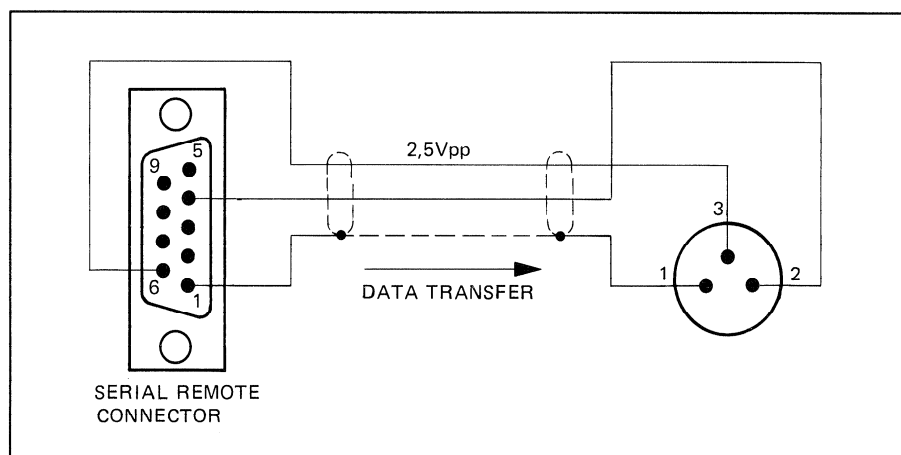 2,5Vpp
5
9
6
1
3
1
2
DATA TRANSFER
SERIAL REMOTE
CONNECTOR